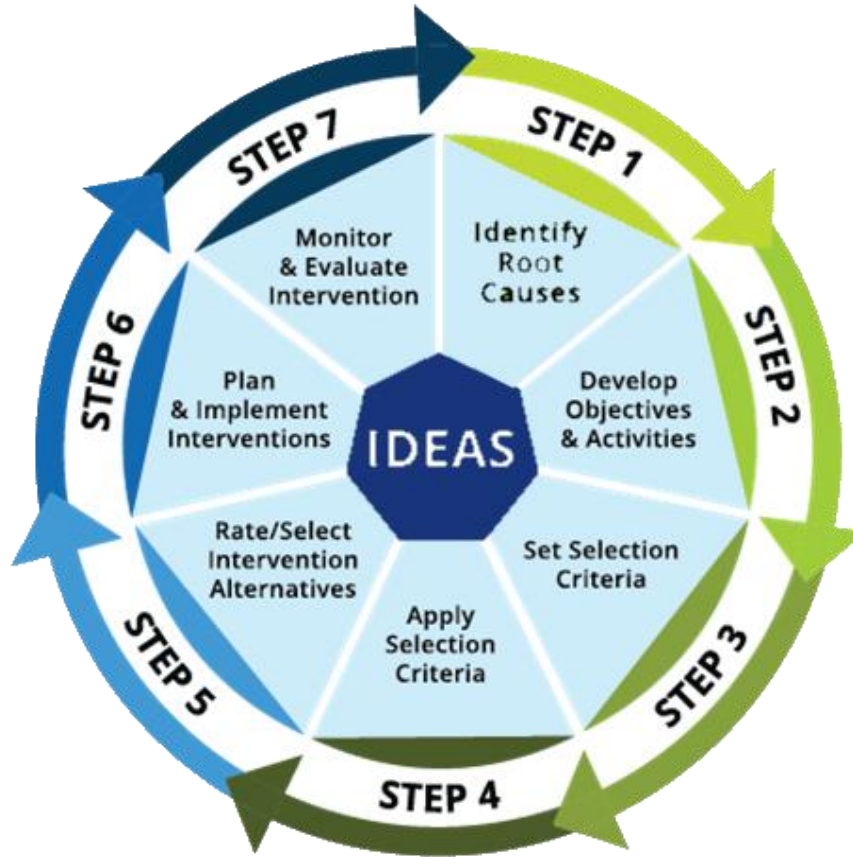 STEP 1
Identify
Root
Causes
STEP 2
Develop
Objectives
& Activities
STEP 3
Set Selection
Criteria
STEP 4
Apply
Selection
Criteria
STEP 5
Rate/Select
Intervention
Alternatives
STEP 6
Plan
& Implement
Interventions
STEP 7
Monitor
& Evaluate
Intervention
IDEAS